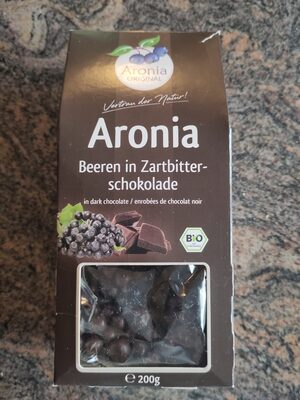 Aronia
ORIGINAL
Vertrau der Natur!
Aronia
Beeren in Zartbitter-
schokolade
in dark chocolate / enrobées de chocolat noir
BIO
℮ 200g